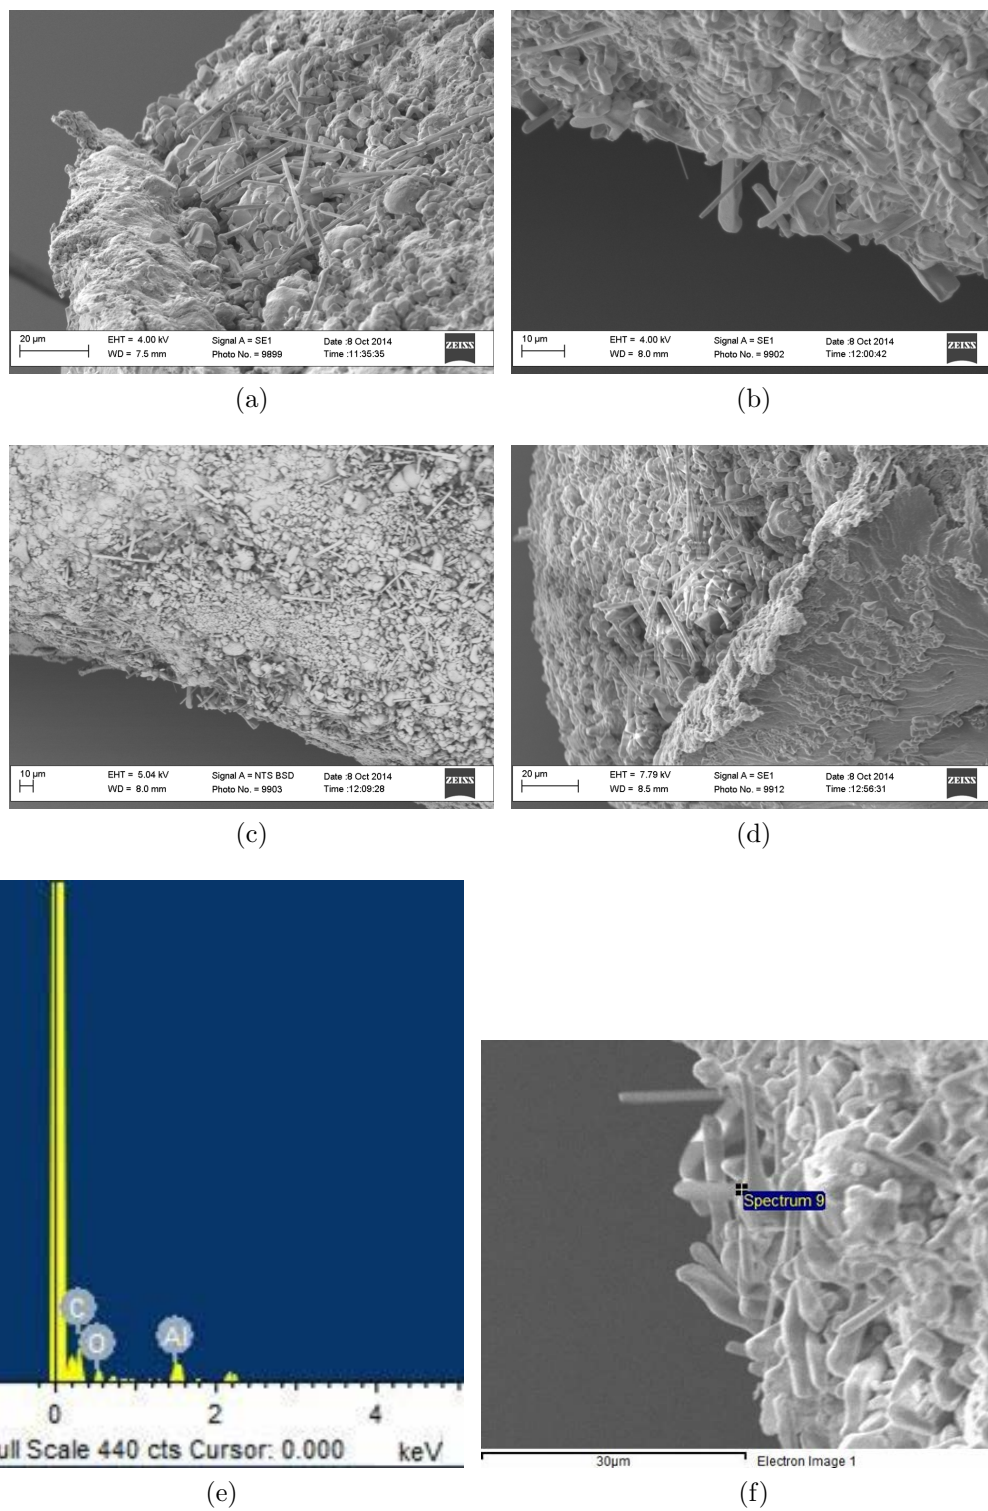 20 µm
EHT = 4.00 kV
Signal A = SE1
Date :8 Oct 2014
WD = 7.5 mm
Photo No. = 9899
Time :11:35:35
ZEISS
(a)
10 µm
EHT = 4.00 kV
Signal A = SE1
Date :8 Oct 2014
WD = 8.0 mm
Photo No. = 9902
Time :12:00:42
ZEISS
(b)
10 µm
EHT = 5.04 kV
Signal A = NTS BSD
Date :8 Oct 2014
WD = 8.0 mm
Photo No. = 9903
Time :12:09:28
ZEISS
(c)
20 µm
EHT = 7.79 kV
Signal A = SE1
Date :8 Oct 2014
WD = 8.5 mm
Photo No. = 9912
Time :12:56:31
ZEISS
(d)
C
O
Al
0 2 4
ull Scale 440 cts Cursor: 0.000 keV
(e)
Spectrum 9
30µm Electron Image 1
(f)